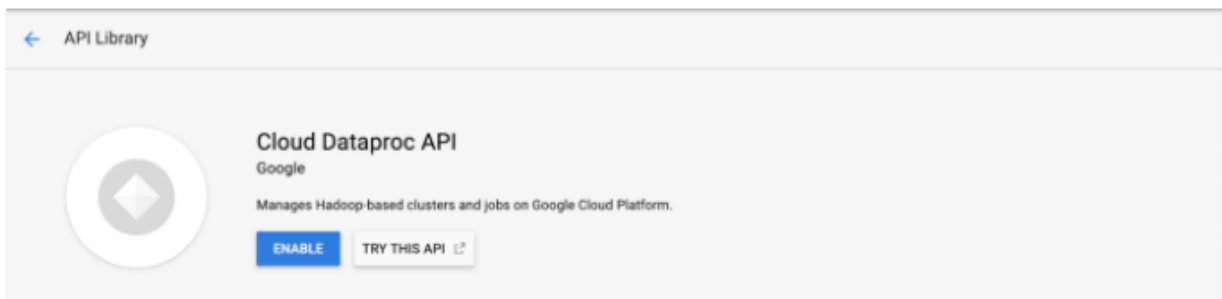 API Library
Cloud Dataproc API
Google
Manages Hadoop-based clusters and jobs on Google Cloud Platform.
ENABLE TRY THIS API